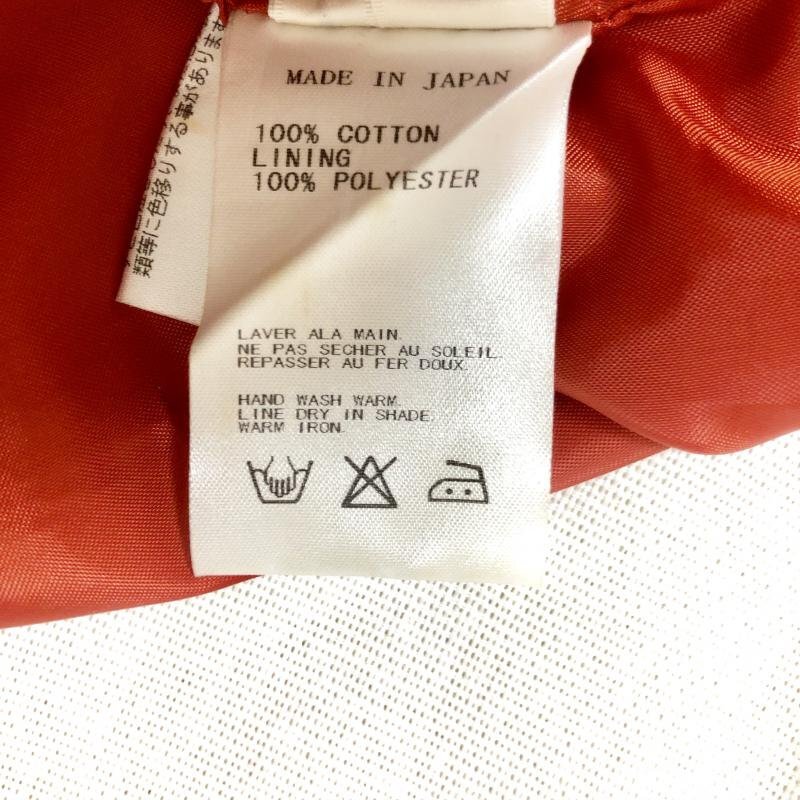 MADE IN JAPAN
100% COTTON
LINING
100% POLYESTER
LAVER ALA MAIN.
NE PAS SECHER AU SOLEIL.
REPASSER AU FER DOUX.
HAND WASH WARM.
LINE DRY IN SHADE.
WARM IRON.
類等に色移りする事があります